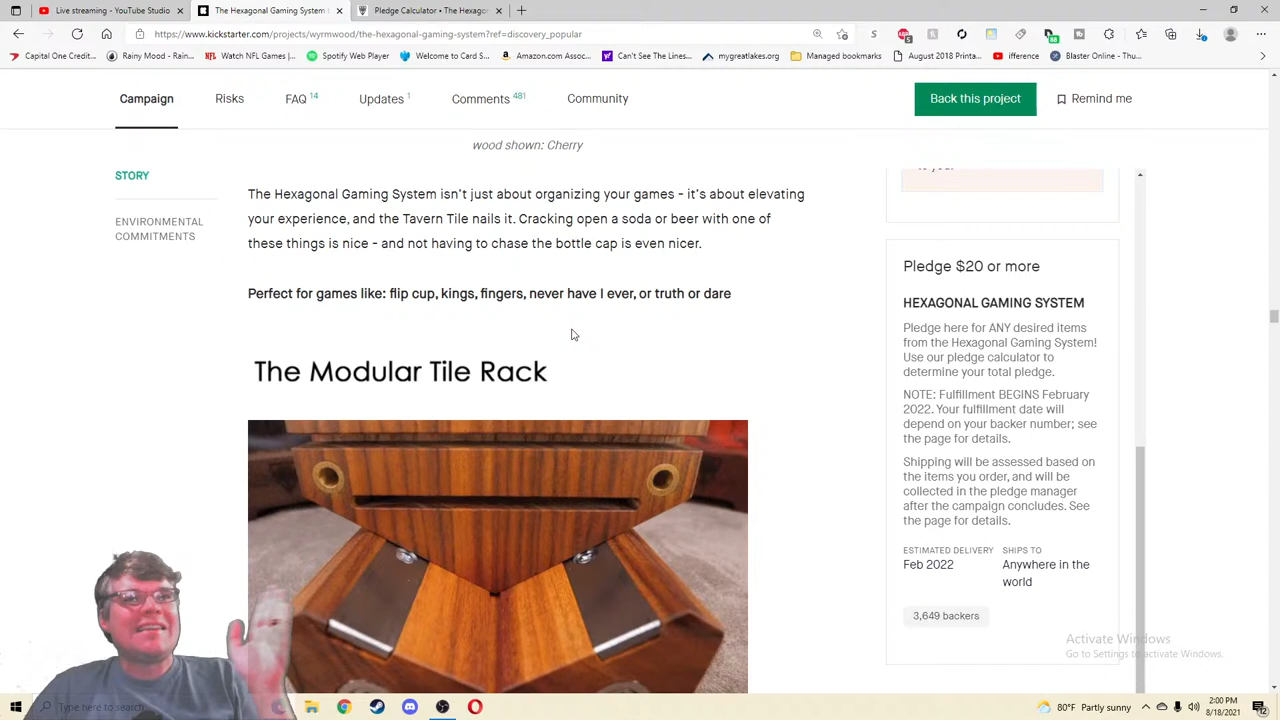 Live streaming - YouTube Studio
The Hexagonal Gaming System
Pledge Calculator • The Hexago
https://www.kickstarter.com/projects/wyrmwood/the-hexagonal-gaming-system?ref=discovery_popular
Capital One Credit... Rainy Mood - Rain... Watch NFL Games |... Spotify Web Player Welcome to Card S... Amazon.com Assoc... Can't See The Lines... mygreatlakes.org Managed bookmarks August 2018 Printa... ifference Blaster Online - Thu...
Campaign Risks FAQ 14 Updates 1 Comments 481 Community Back this project Remind me
wood shown: Cherry
STORY
ENVIRONMENTAL
COMMITMENTS
The Hexagonal Gaming System isn't just about organizing your games - it's about elevating
your experience, and the Tavern Tile nails it. Cracking open a soda or beer with one of
these things is nice - and not having to chase the bottle cap is even nicer.
Perfect for games like: flip cup, kings, fingers, never have I ever, or truth or dare
The Modular Tile Rack
Pledge $20 or more
HEXAGONAL GAMING SYSTEM
Pledge here for ANY desired items
from the Hexagonal Gaming System!
Use our pledge calculator to
determine your total pledge.
NOTE: Fulfillment BEGINS February
2022. Your fulfillment date will
depend on your backer number; see
the page for details.
Shipping will be assessed based on
the items you order, and will be
collected in the pledge manager
after the campaign concludes. See
the page for details.
ESTIMATED DELIVERY SHIPS TO
Feb 2022 Anywhere in the
world
3,649 backers
Activate Windows
Go to Settings to activate Windows.
Type here to search
80°F Partly sunny
2:00 PM
8/18/2021